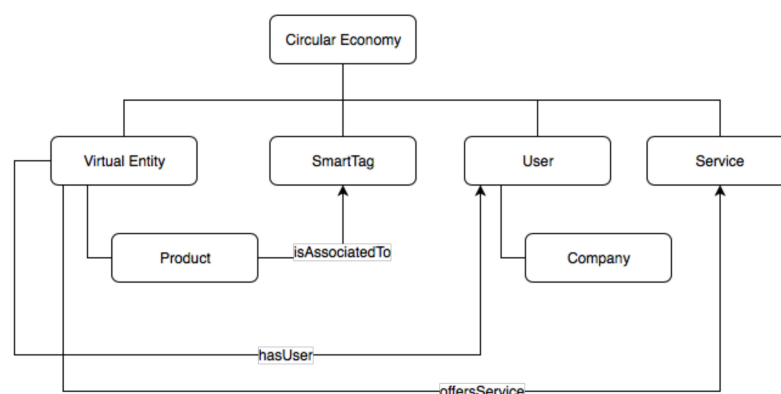 Circular Economy
Virtual Entity
SmartTag
User
Service
Product
isAssociatedTo
Company
hasUser
offersService